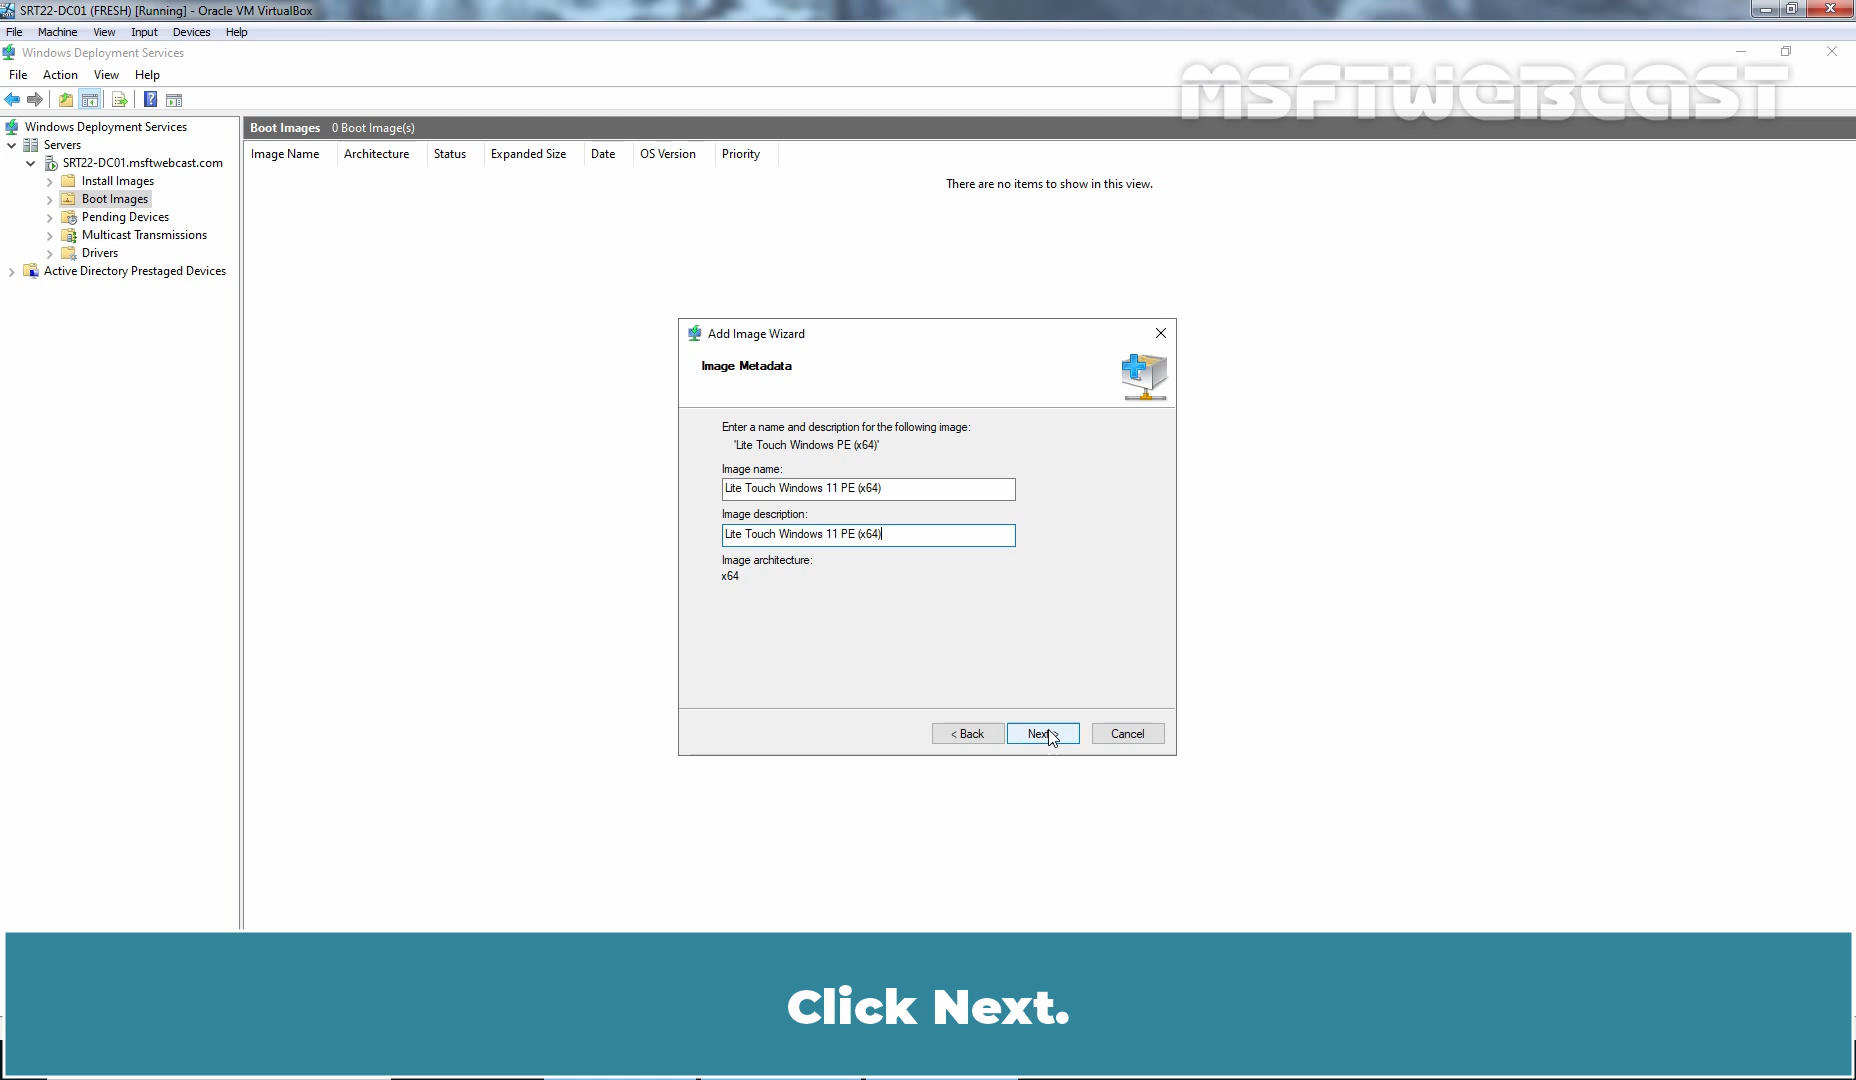 SRT22-DC01 (FRESH) [Running] - Oracle VM VirtualBox
File Machine View Input Devices Help
Windows Deployment Services
File Action View Help
MSFTWEBCAST
Windows Deployment Services
Servers
SRT22-DC01.msftwebcast.com
Install Images
Boot Images
Pending Devices
Multicast Transmissions
Drivers
Active Directory Prestaged Devices
Boot Images 0 Boot Image(s)
Image Name Architecture Status Expanded Size Date OS Version Priority
There are no items to show in this view.
Add Image Wizard
Image Metadata
Enter a name and description for the following image:
'Lite Touch Windows PE (x64)'
Image name:
Lite Touch Windows 11 PE (x64)
Image description:
Lite Touch Windows 11 PE (x64)
Image architecture:
x64
< Back Next > Cancel
Click Next.